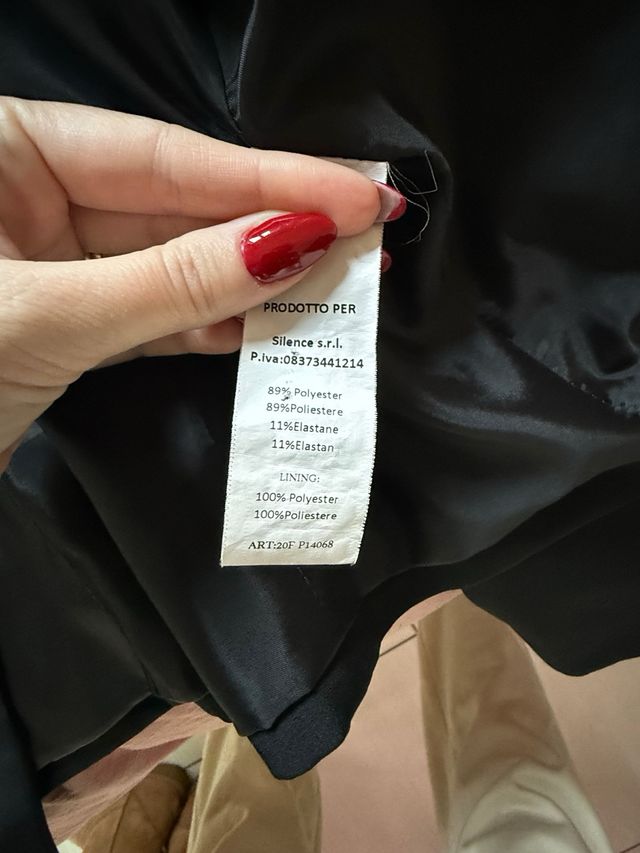 PRODOTTO PER
Silence s.r.l.
P.iva:08373441214
89% Polyester
89%Poliestere
11%Elastane
11%Elastan
LINING:
100% Polyester
100%Poliestere
ART:20F P14068